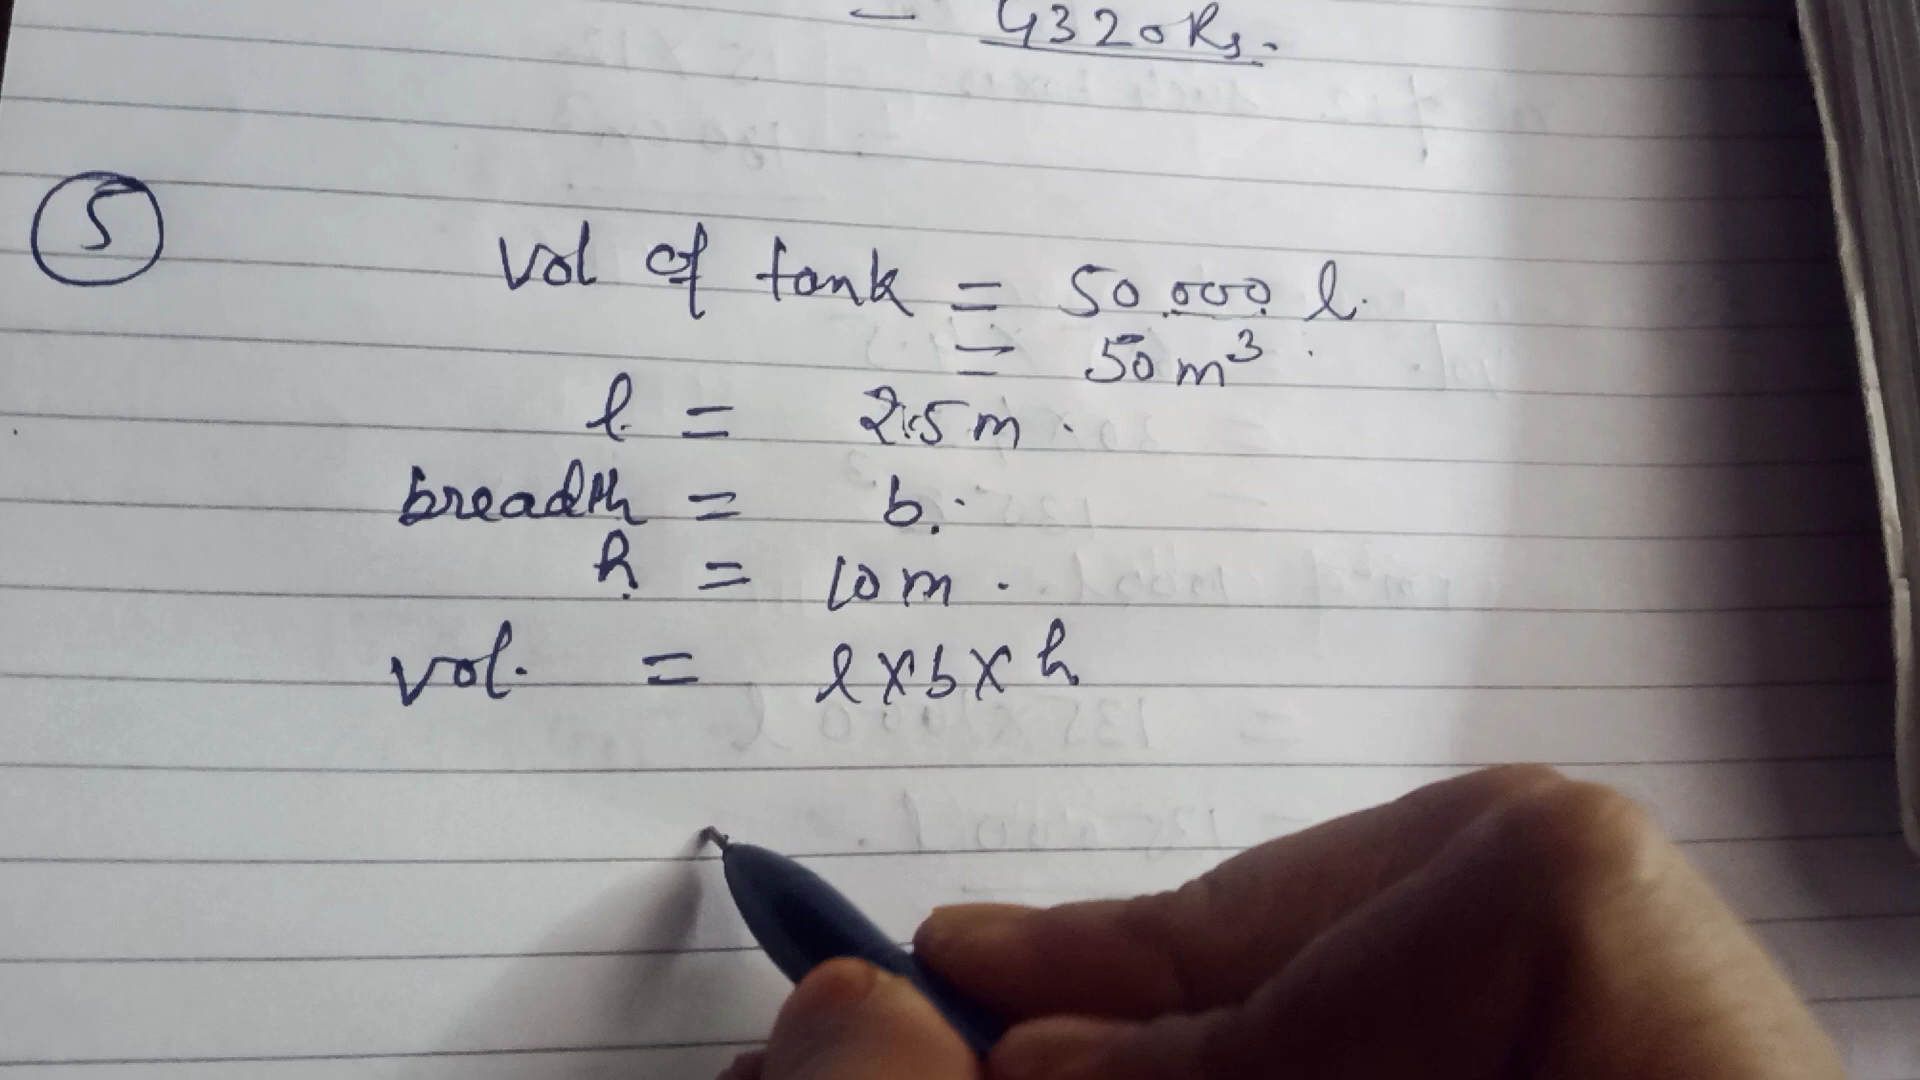 = 4320 Rs.
5
Vol of tank = 50.000 l.
= 50 m³.
l. = 2.5 m.
breadth = b.
h = 10 m.
vol. = l x b x h